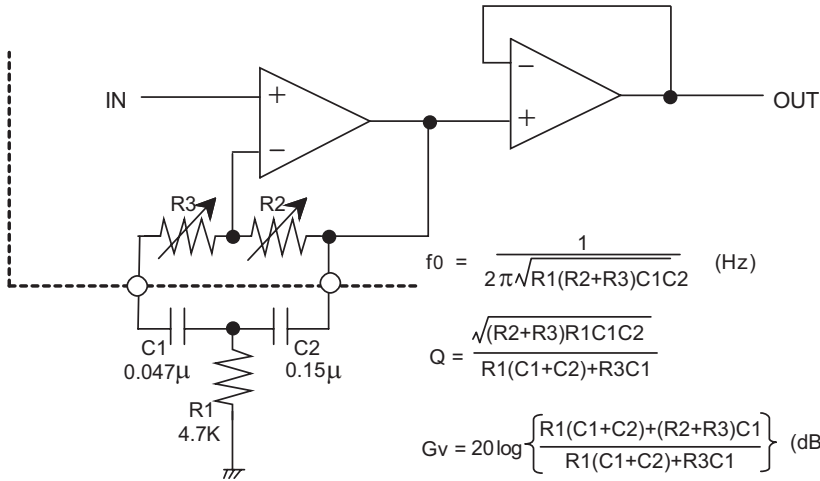 IN
+
−
−
+
OUT
R3
R2
C1
0.047μ
C2
0.15μ
R1
4.7K
f0 = 1 / 2π√R1(R2+R3)C1C2 (Hz)
Q = √(R2+R3)R1C1C2 / R1(C1+C2)+R3C1
Gv = 20log{R1(C1+C2)+(R2+R3)C1 / R1(C1+C2)+R3C1} (dB